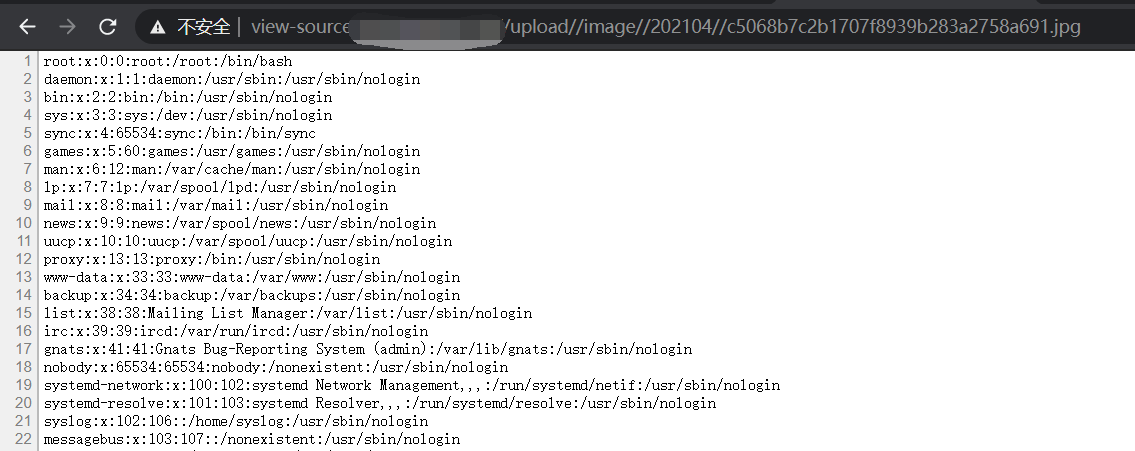 不安全 view-source /upload//image//202104//c5068b7c2b1707f8939b283a2758a691.jpg
1 root:x:0:0:root:/root:/bin/bash
2 daemon:x:1:1:daemon:/usr/sbin:/usr/sbin/nologin
3 bin:x:2:2:bin:/bin:/usr/sbin/nologin
4 sys:x:3:3:sys:/dev:/usr/sbin/nologin
5 sync:x:4:65534:sync:/bin:/bin/sync
6 games:x:5:60:games:/usr/games:/usr/sbin/nologin
7 man:x:6:12:man:/var/cache/man:/usr/sbin/nologin
8 lp:x:7:7:lp:/var/spool/lpd:/usr/sbin/nologin
9 mail:x:8:8:mail:/var/mail:/usr/sbin/nologin
10 news:x:9:9:news:/var/spool/news:/usr/sbin/nologin
11 uucp:x:10:10:uucp:/var/spool/uucp:/usr/sbin/nologin
12 proxy:x:13:13:proxy:/bin:/usr/sbin/nologin
13 www-data:x:33:33:www-data:/var/www:/usr/sbin/nologin
14 backup:x:34:34:backup:/var/backups:/usr/sbin/nologin
15 list:x:38:38:Mailing List Manager:/var/list:/usr/sbin/nologin
16 irc:x:39:39:ircd:/var/run/ircd:/usr/sbin/nologin
17 gnats:x:41:41:Gnats Bug-Reporting System (admin):/var/lib/gnats:/usr/sbin/nologin
18 nobody:x:65534:65534:nobody:/nonexistent:/usr/sbin/nologin
19 systemd-network:x:100:102:systemd Network Management,,,:/run/systemd/netif:/usr/sbin/nologin
20 systemd-resolve:x:101:103:systemd Resolver,,,:/run/systemd/resolve:/usr/sbin/nologin
21 syslog:x:102:106::/home/syslog:/usr/sbin/nologin
22 messagebus:x:103:107::/nonexistent:/usr/sbin/nologin